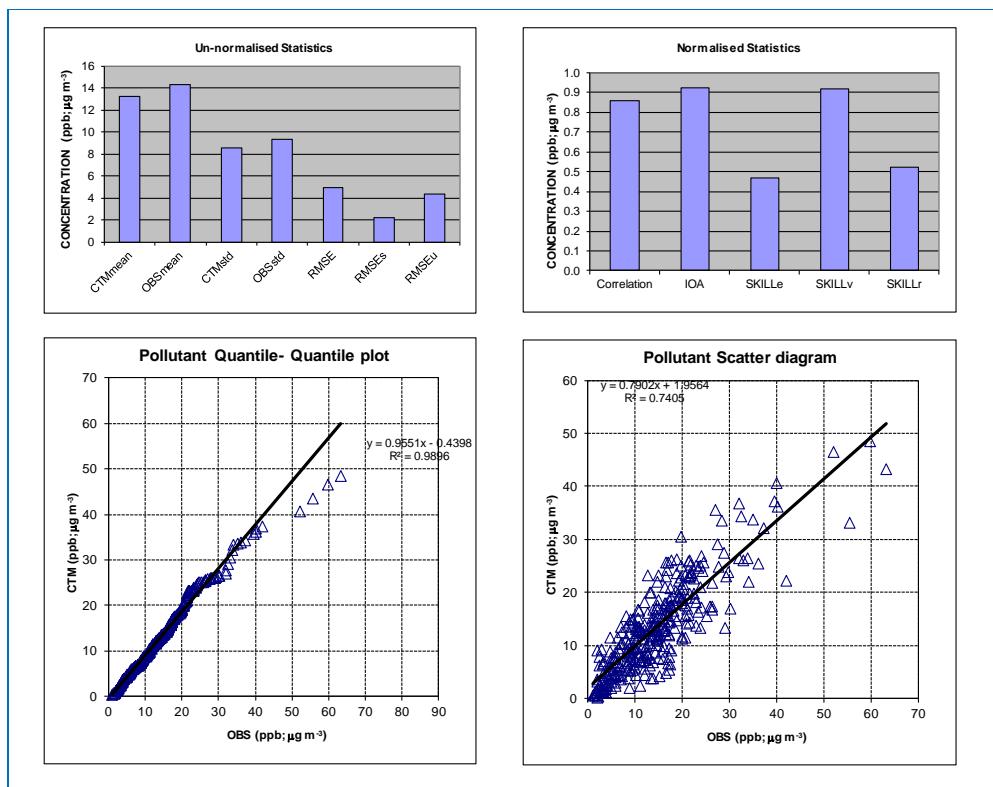 Un-normalised Statistics
CONCENTRATION (ppb; µg m-3)
16
14
12
10
8
6
4
2
0
CTMmean
OBSmean
CTMstd
OBSstd
RMSE
RMSEs
RMSEu
Normalised Statistics
CONCENTRATION (ppb; µg m-3)
1.0
0.9
0.8
0.7
0.6
0.5
0.4
0.3
0.2
0.1
0.0
Correlation IOA SKILLe SKILLv SKILLr
Pollutant Quantile- Quantile plot
CTM (ppb; µg m-3)
70
60
50
40
30
20
10
0
y = 0.9551x - 0.4398
R² = 0.9896
0 10 20 30 40 50 60 70 80 90
OBS (ppb; µg m-3)
Pollutant Scatter diagram
y = 0.7902x + 1.9564
R² = 0.7405
CTM (ppb; µg m-3)
60
50
40
30
20
10
0
0 10 20 30 40 50 60 70
OBS (ppb; µg m-3)